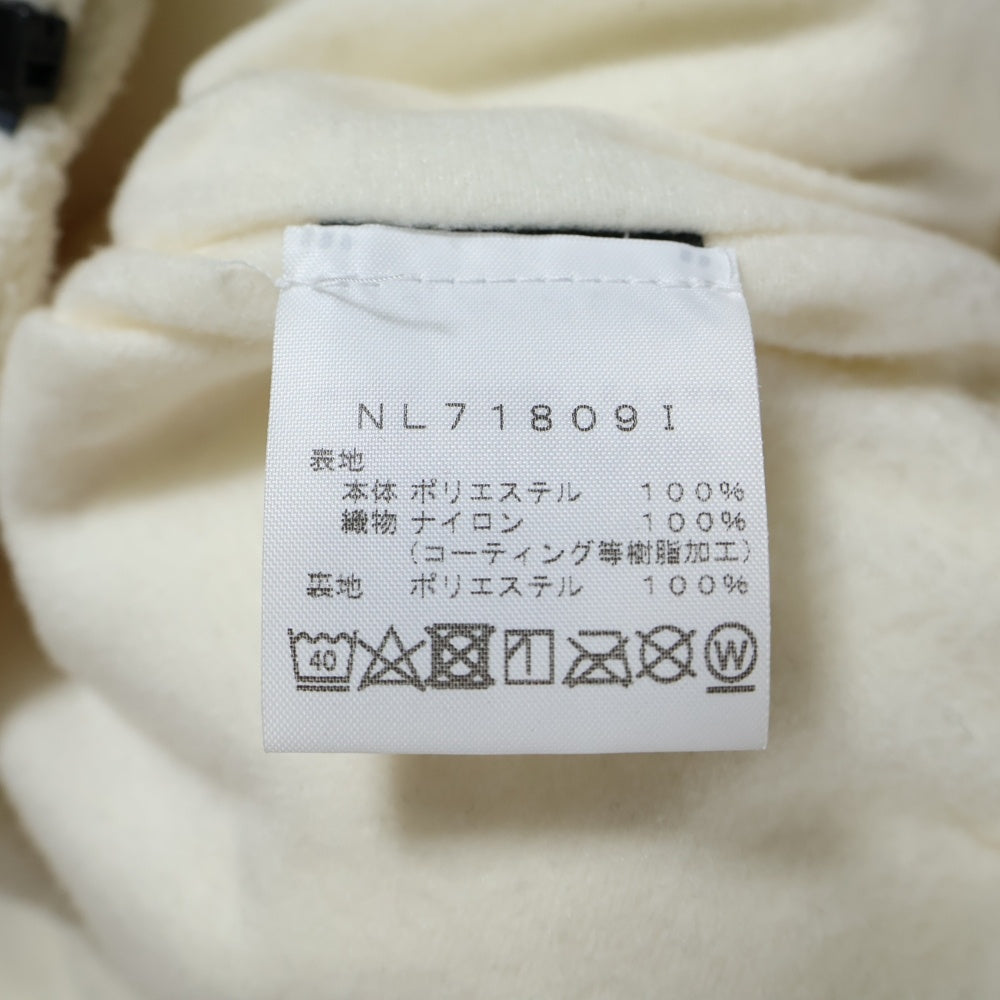 NL71809I
表地
本体 ポリエステル 100%
織物 ナイロン 100%
(コーティング等樹脂加工)
裏地 ポリエステル 100%
40
W